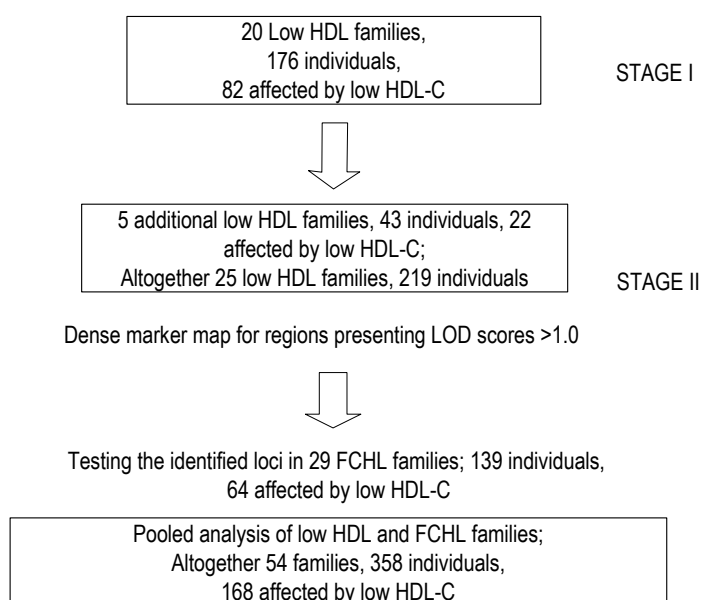 20 Low HDL families,
176 individuals,
82 affected by low HDL-C
STAGE I
5 additional low HDL families, 43 individuals, 22
affected by low HDL-C;
Altogether 25 low HDL families, 219 individuals
STAGE II
Dense marker map for regions presenting LOD scores >1.0
Testing the identified loci in 29 FCHL families; 139 individuals,
64 affected by low HDL-C
Pooled analysis of low HDL and FCHL families;
Altogether 54 families, 358 individuals,
168 affected by low HDL-C